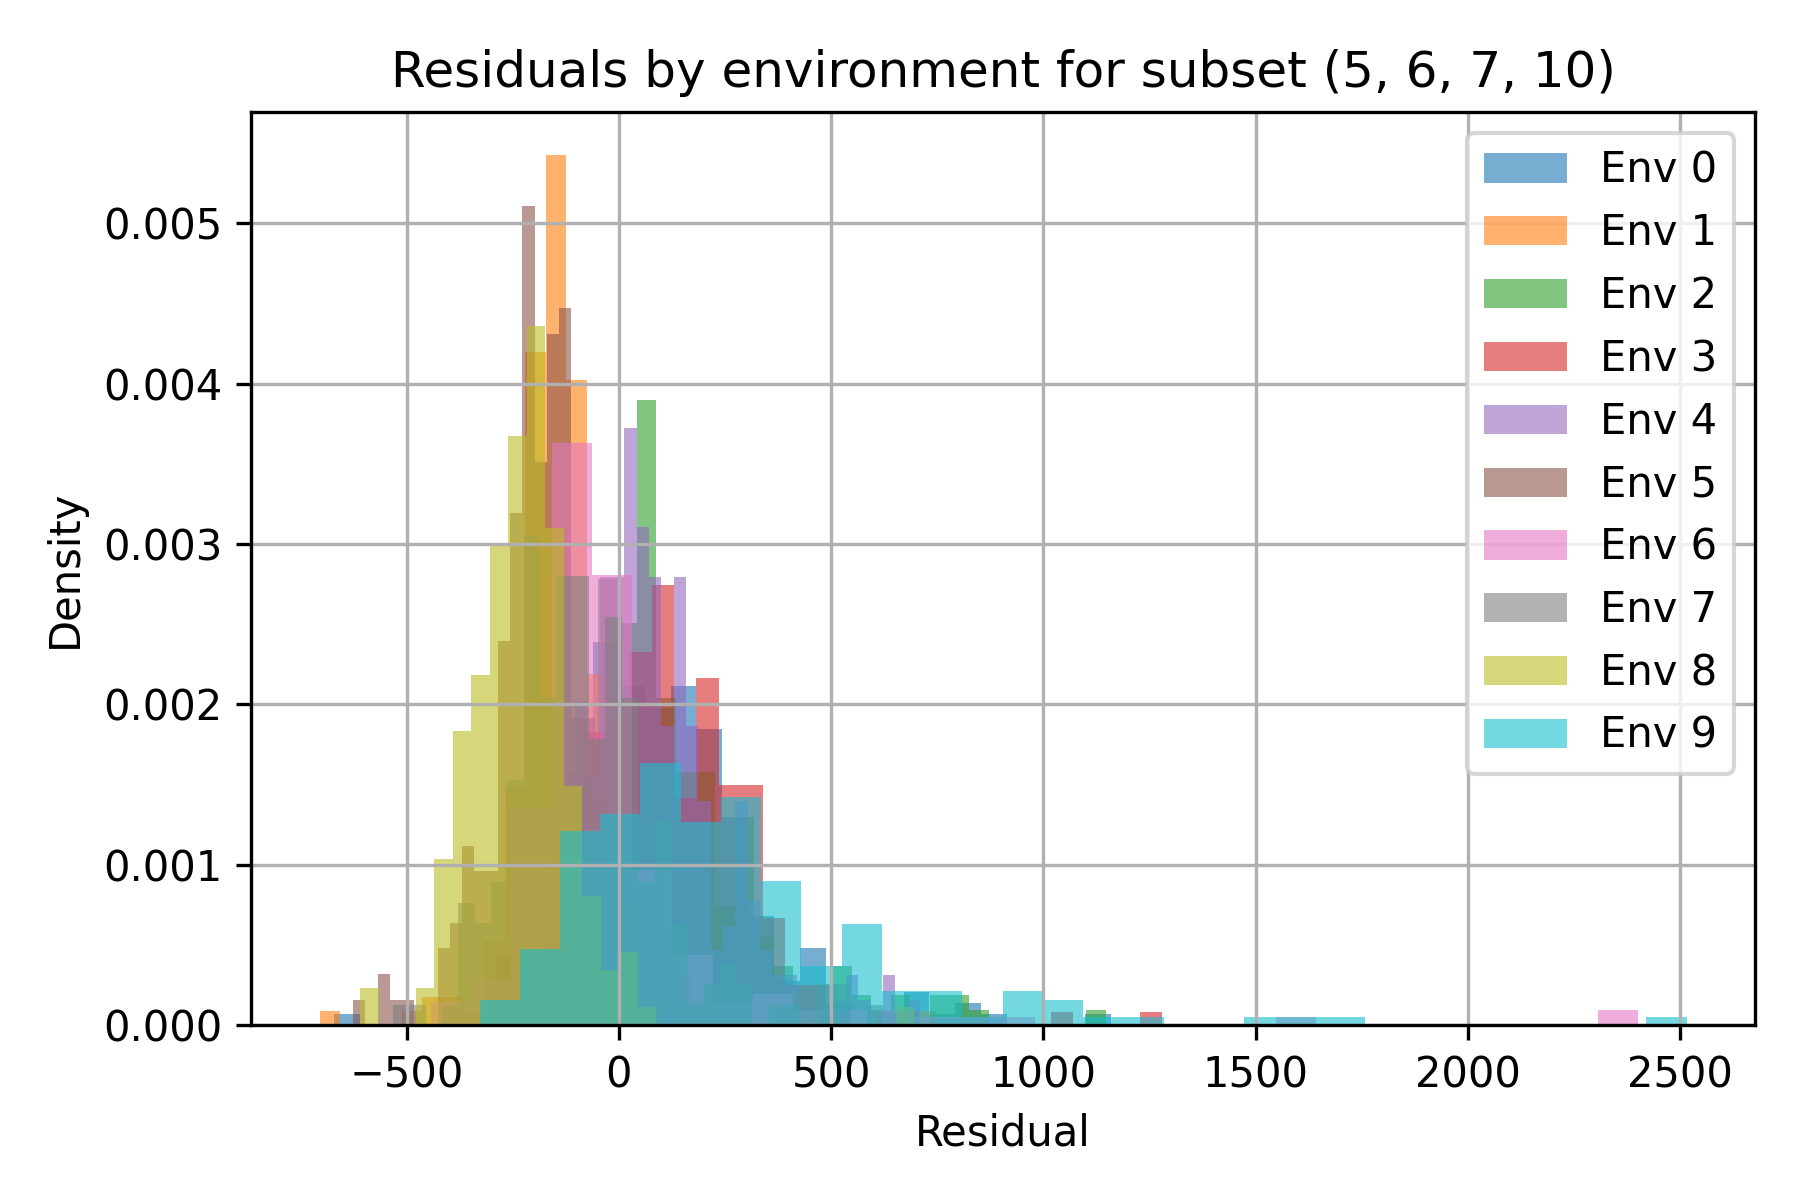 Residuals by environment for subset (5, 6, 7, 10)
Density
0.005
0.004
0.003
0.002
0.001
0.000
Env 0
Env 1
Env 2
Env 3
Env 4
Env 5
Env 6
Env 7
Env 8
Env 9
−500
0
500
1000
1500
2000
2500
Residual